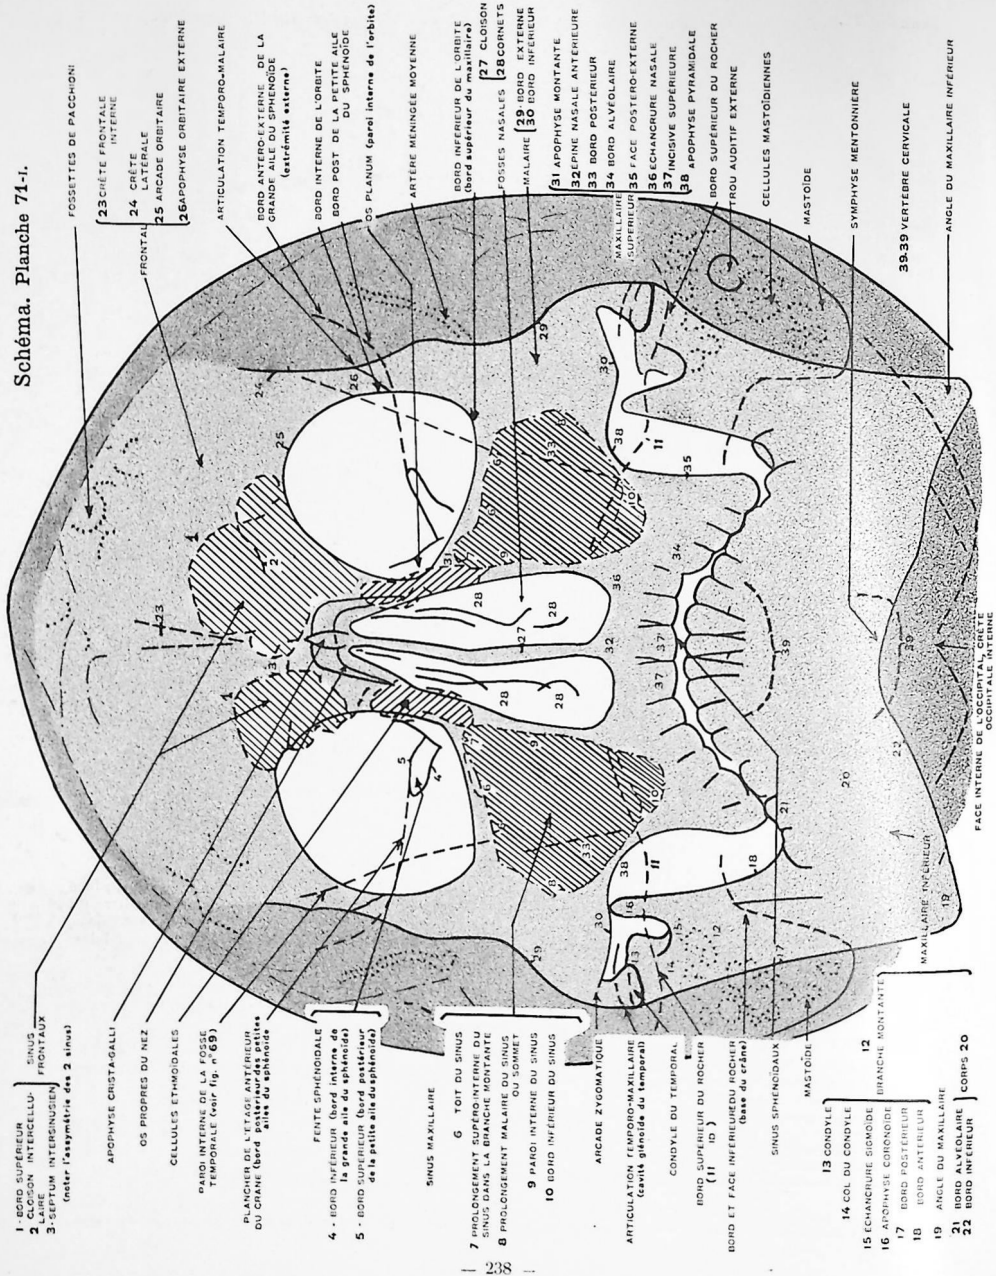 Schéma. Planche 71-1.
1 - BORD SUPÉRIEUR
2 CLOISON INTERCELLU-
LAIRE
3-SEPTUM INTERSINUSIEN
SINUS
FRONTAUX
(noter l'assymétrie des 2 sinus)
APOPHYSE CRISTA-GALLI
OS PROPRES DU NEZ
CELLULES ETHMOÏDALES
PAROI INTERNE DE LA FOSSE
TEMPORALE (voir fig. n° 69)
PLANCHER DE L'ÉTAGE ANTÉRIEUR
DU CRANE (bord posterieur des petites
ailes du sphénoïde
FENTE SPHÉNOIDALE
4 - BORD INFÉRIEUR (bord interne de
la grande aile du sphénoïde)
5 - BORD SUPÉRIEUR (bord postérieur
de la petite aile du sphénoïde)
SINUS MAXILLAIRE
6 TOIT DU SINUS
7 PROLONGEMENT SUPERO-INTERNE DU
SINUS DANS LA BRANCHE MONTANTE
8 PROLONGEMENT MALAIRE DU SINUS
OU SOMMET
9 PAROI INTERNE DU SINUS
10 BORD INFÉRIEUR DU SINUS
ARCADE ZYGOMATIQUE
ARTICULATION TEMPORO-MAXILLAIRE
(cavité glénoïde du temporal)
CONDYLE DU TEMPORAL
BORD SUPERIEUR DU ROCHER
(11 ID)
BORD ET FACE INFÉRIEURE DU ROCHER
(base du crâne)
SINUS SPHÉNOÏDAUX
MASTOÏDE
13 CONDYLE
14 COL DU CONDYLE
15 ECHANCRURE SIGMOÏDE
16 APOPHYSE CORONOÏDE
17 BORD POSTÉRIEUR
18 BORD ANTÉRIEUR
12
BRANCHE MONTANTE
19 ANGLE DU MAXILLAIRE
21 BORD ALVEOLAIRE
22 BORD INFÉRIEUR
CORPS 20
MAXILLAIRE INFÉRIEUR
FOSSETTES DE PACCHIONI
23 CRÊTE FRONTALE
INTERNE
24 CRÊTE
LATÉRALE
25 ARCADE ORBITAIRE
26 APOPHYSE ORBITAIRE EXTERNE
FRONTAL
ARTICULATION TEMPORO-MALAIRE
BORD ANTERO-EXTERNE DE LA
GRANDE AILE DU SPHENOÏDE
(extrémité externe)
BORD INTERNE DE L'ORBITE
BORD POST DE LA PETITE AILE
DU SPHENOÏDE
OS PLANUM (paroi interne de l'orbite)
ARTÈRE MÉNINGÉE MOYENNE
BORD INFÉRIEUR DE L'ORBITE
(bord supérieur du maxillaire)
FOSSES NASALES
27 CLOISON
28 CORNETS
MALAIRE
29 - BORD EXTERNE
30 BORD INFÉRIEUR
31 APOPHYSE MONTANTE
32 ÉPINE NASALE ANTÉRIEURE
33 BORD POSTÉRIEUR
34 BORD ALVÉOLAIRE
MAXILLAIRE
SUPÉRIEUR
35 FACE POSTERO-EXTERNE
36 ÉCHANCRURE NASALE
37 INCISIVE SUPÉRIEURE
38 APOPHYSE PYRAMIDALE
BORD SUPÉRIEUR DU ROCHER
TROU AUDITIF EXTERNE
CELLULES MASTOÏDIENNES
MASTOÏDE
SYMPHYSE MENTONNIÈRE
39.39 VERTÈBRE CERVICALE
ANGLE DU MAXILLAIRE INFÉRIEUR
FACE INTERNE DE L'OCCIPITAL, CRÊTE
OCCIPITALE INTERNE
— 238 —